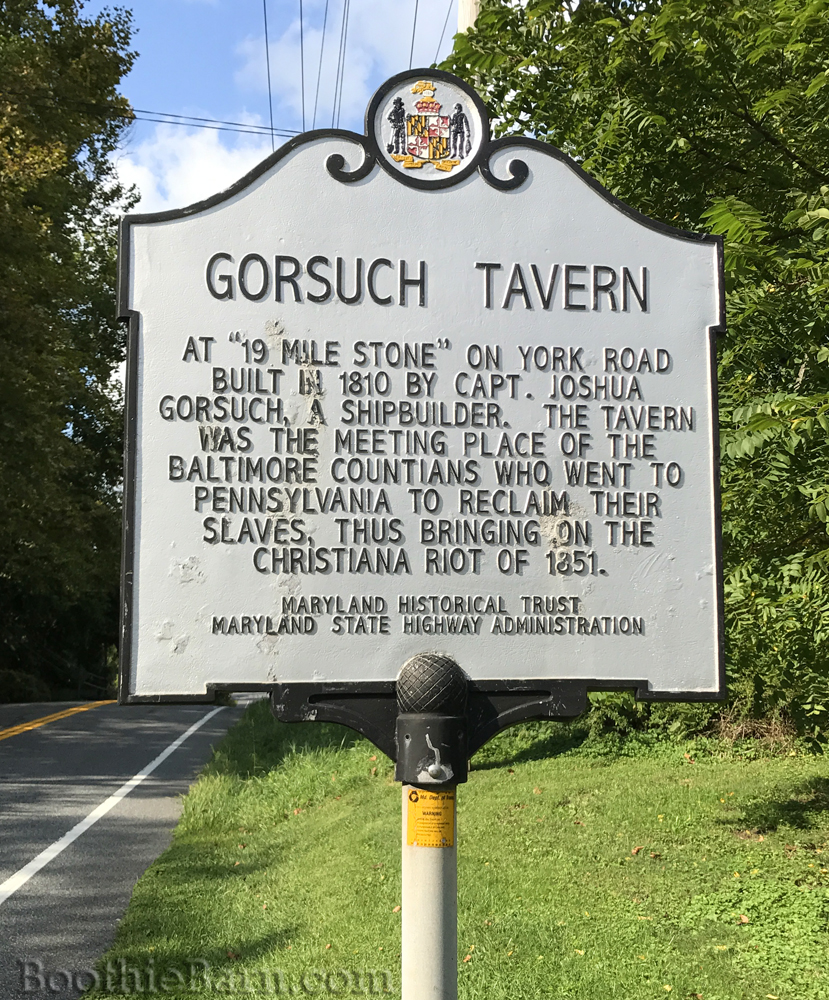 GORSUCH TAVERN
AT "19 MILE STONE" ON YORK ROAD
BUILT IN 1810 BY CAPT. JOSHUA
GORSUCH, A SHIPBUILDER. THE TAVERN
WAS THE MEETING PLACE OF THE
BALTIMORE COUNTIANS WHO WENT TO
PENNSYLVANIA TO RECLAIM THEIR
SLAVES, THUS BRINGING ON THE
CHRISTIANA RIOT OF 1851.
MARYLAND HISTORICAL TRUST
MARYLAND STATE HIGHWAY ADMINISTRATION
WARNING
BoothieBarn.com